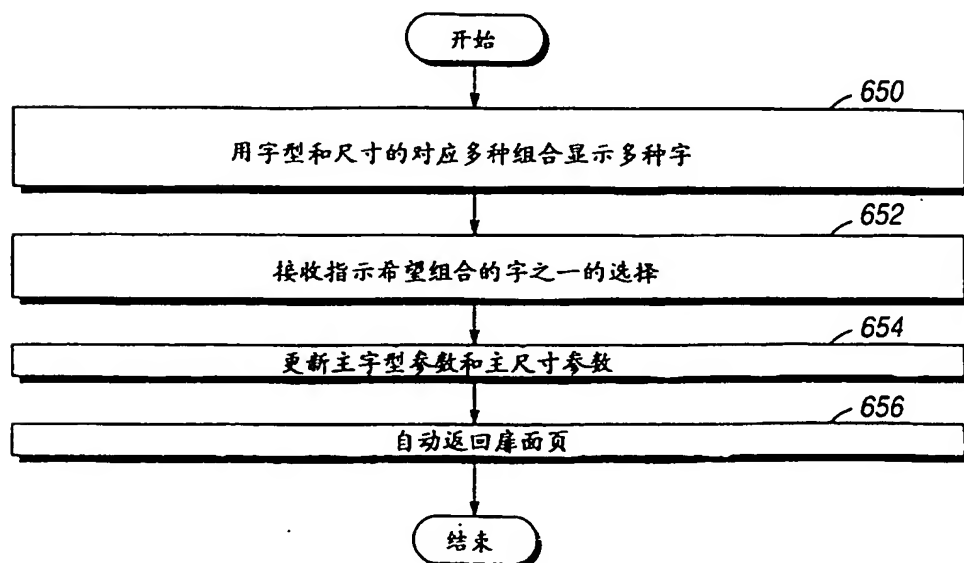 开始
650
用字型和尺寸的对应多种组合显示多种字
652
接收指示希望组合的字之一的选择
654
更新主字型参数和主尺寸参数
656
自动返回扉面页
结束